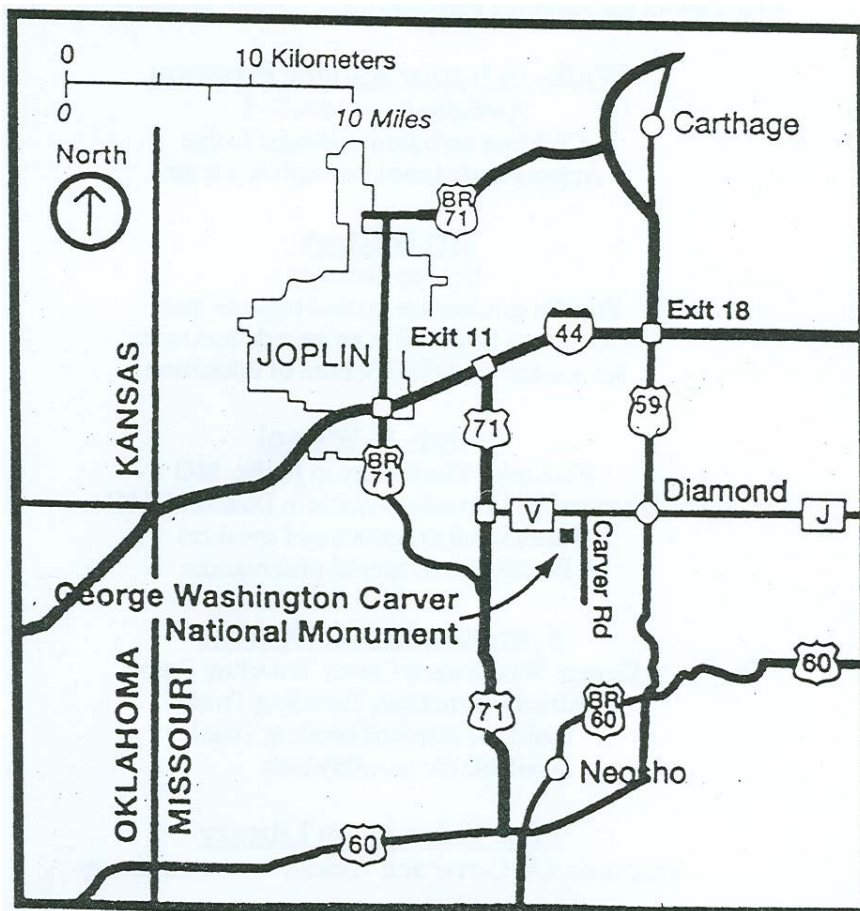 0 10 Kilometers
0 10 Miles
North
Carthage
BR 71
Exit 18
44
Exit 11
JOPLIN
KANSAS
59
71
BR 71
Diamond
V
J
Carver Rd
George Washington Carver
National Monument
60
BR 60
71
OKLAHOMA
MISSOURI
Neosho
60